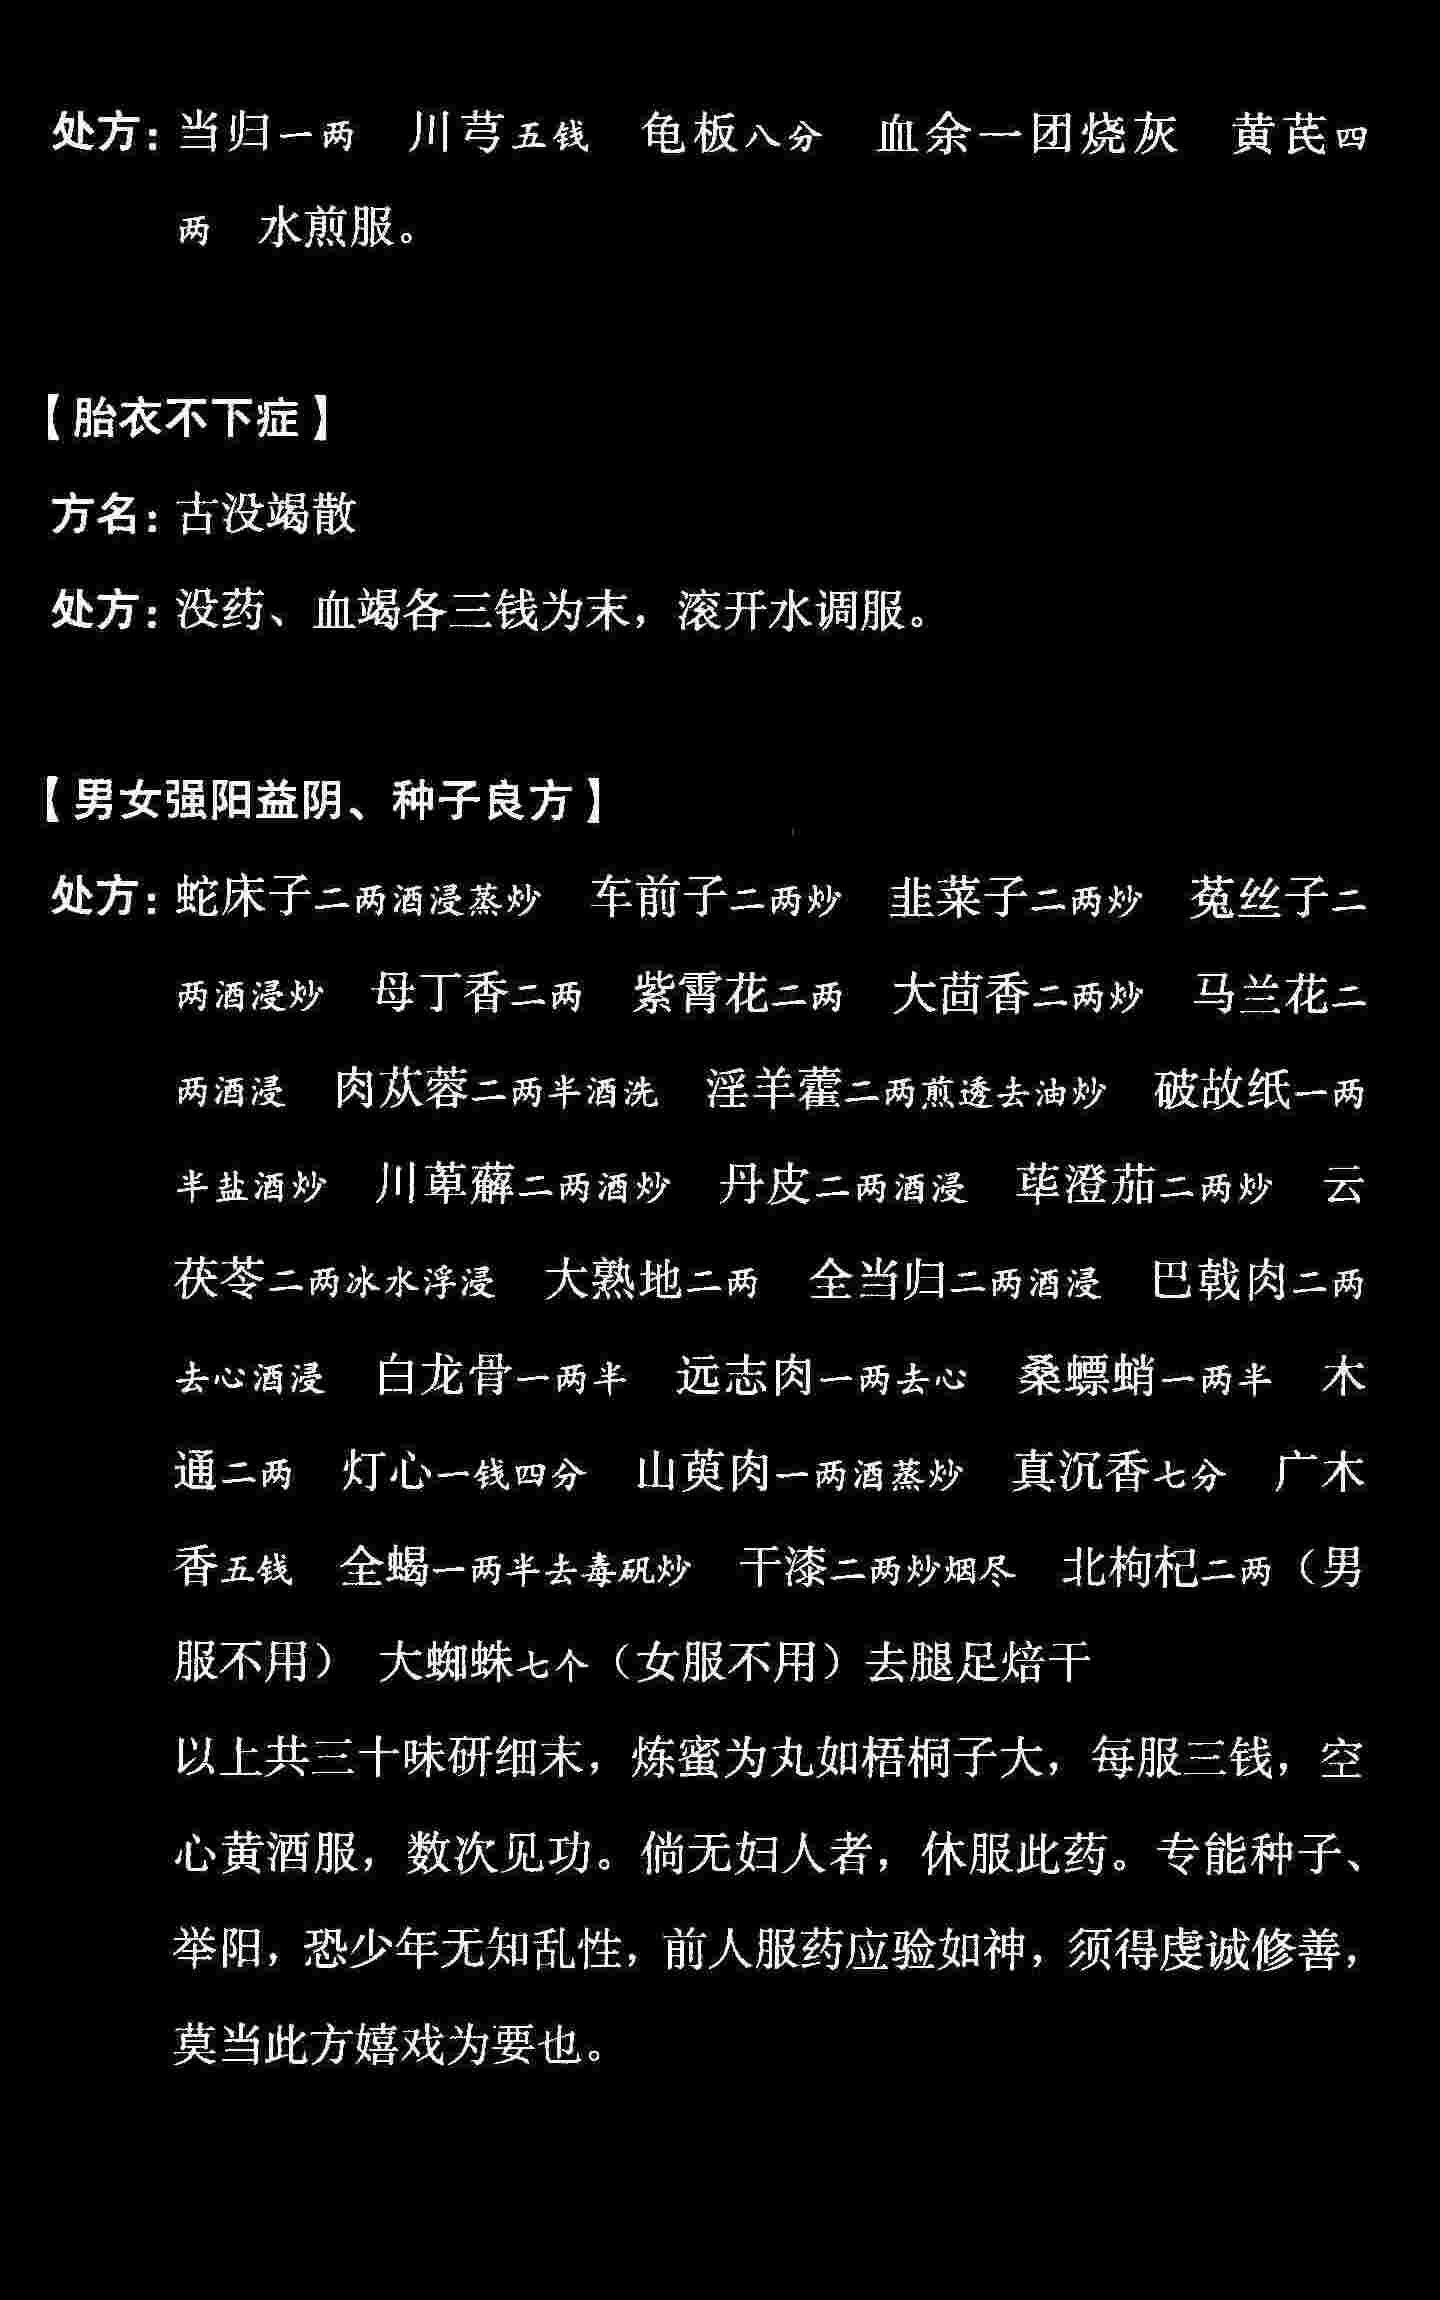 处方：当归一两　川芎五钱　龟板八分　血余一团烧灰　黄芪四
两　水煎服。
【胎衣不下症】
方名：古没竭散
处方：没药、血竭各三钱为末，滚开水调服。
【男女强阳益阴、种子良方】
处方：蛇床子二两酒浸蒸炒　车前子二两炒　韭菜子二两炒　菟丝子二
两酒浸炒　母丁香二两　紫霄花二两　大茴香二两炒　马兰花二
两酒浸　肉苁蓉二两半酒洗　淫羊藿二两煎透去油炒　破故纸一两
半盐酒炒　川萆薢二两酒炒　丹皮二两酒浸　荜澄茄二两炒　云
茯苓二两冰水浮浸　大熟地二两　全当归二两酒浸　巴戟肉二两
去心酒浸　白龙骨一两半　远志肉一两去心　桑螵蛸一两半　木
通二两　灯心一钱四分　山萸肉一两酒蒸炒　真沉香七分　广木
香五钱　全蝎一两半去毒矾炒　干漆二两炒烟尽　北枸杞二两（男
服不用）　大蜘蛛七个（女服不用）去腿足焙干
以上共三十味研细末，炼蜜为丸如梧桐子大，每服三钱，空
心黄酒服，数次见功。倘无妇人者，休服此药。专能种子、
举阳，恐少年无知乱性，前人服药应验如神，须得虔诚修善，
莫当此方嬉戏为要也。